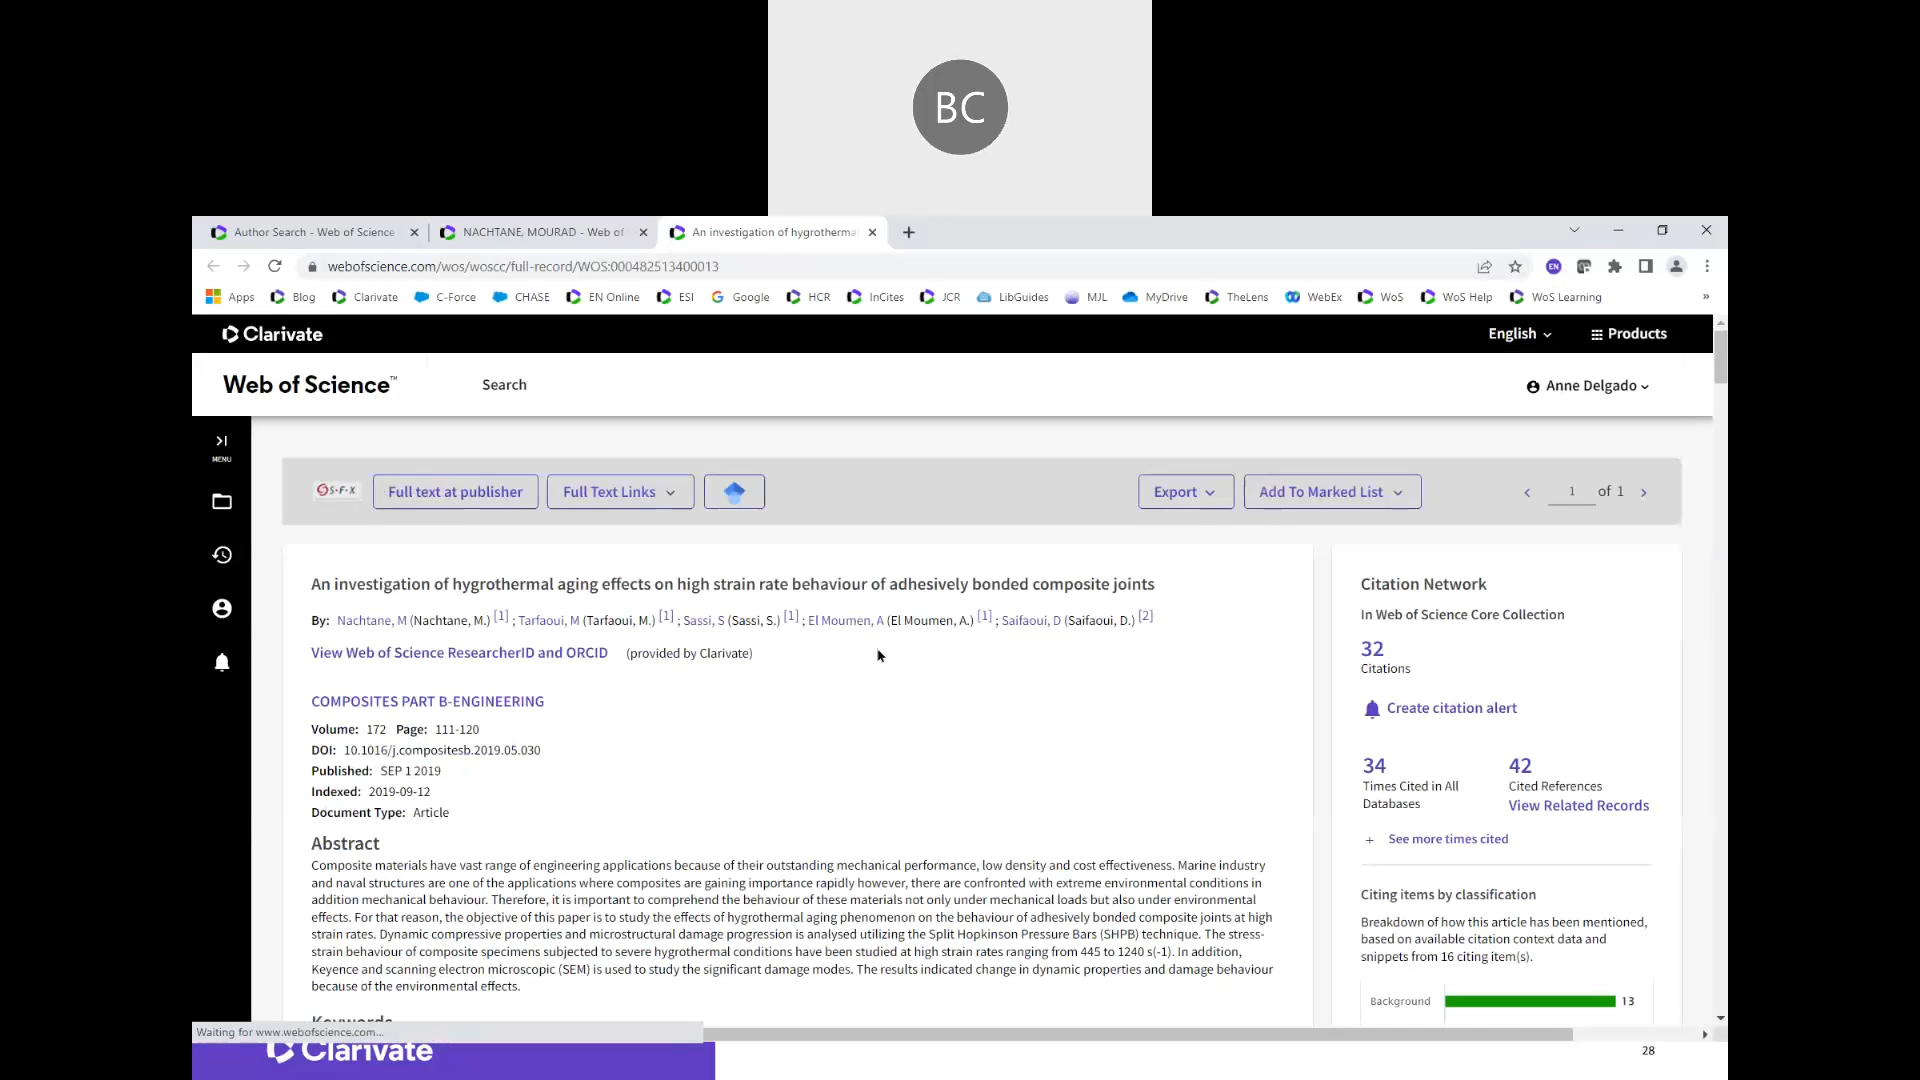 BC
Author Search - Web of Science
NACHTANE, MOURAD - Web of
An investigation of hygrotherma
webofscience.com/wos/woscc/full-record/WOS:000482513400013
EN
Apps Blog Clarivate C-Force CHASE EN Online ESI Google HCR InCites JCR LibGuides MJL MyDrive TheLens WebEx WoS WoS Help WoS Learning »
Clarivate
English
Products
Web of Science™
Search
Anne Delgado
MENU
S·F·X
Full text at publisher
Full Text Links
Export
Add To Marked List
1 of 1
An investigation of hygrothermal aging effects on high strain rate behaviour of adhesively bonded composite joints
By: Nachtane, M (Nachtane, M.) [1] ; Tarfaoui, M (Tarfaoui, M.) [1] ; Sassi, S (Sassi, S.) [1] ; El Moumen, A (El Moumen, A.) [1] ; Saifaoui, D (Saifaoui, D.) [2]
View Web of Science ResearcherID and ORCID (provided by Clarivate)
COMPOSITES PART B-ENGINEERING
Volume: 172 Page: 111-120
DOI: 10.1016/j.compositesb.2019.05.030
Published: SEP 1 2019
Indexed: 2019-09-12
Document Type: Article
Abstract
Composite materials have vast range of engineering applications because of their outstanding mechanical performance, low density and cost effectiveness. Marine industry
and naval structures are one of the applications where composites are gaining importance rapidly however, there are confronted with extreme environmental conditions in
addition mechanical behaviour. Therefore, it is important to comprehend the behaviour of these materials not only under mechanical loads but also under environmental
effects. For that reason, the objective of this paper is to study the effects of hygrothermal aging phenomenon on the behaviour of adhesively bonded composite joints at high
strain rates. Dynamic compressive properties and microstructural damage progression is analysed utilizing the Split Hopkinson Pressure Bars (SHPB) technique. The stress-
strain behaviour of composite specimens subjected to severe hygrothermal conditions have been studied at high strain rates ranging from 445 to 1240 s(-1). In addition,
Keyence and scanning electron microscopic (SEM) is used to study the significant damage modes. The results indicated change in dynamic properties and damage behaviour
because of the environmental effects.
Keywords
Citation Network
In Web of Science Core Collection
32
Citations
Create citation alert
34
Times Cited in All
Databases
42
Cited References
View Related Records
+ See more times cited
Citing items by classification
Breakdown of how this article has been mentioned,
based on available citation context data and
snippets from 16 citing item(s).
Background 13
Waiting for www.webofscience.com...
Clarivate
28